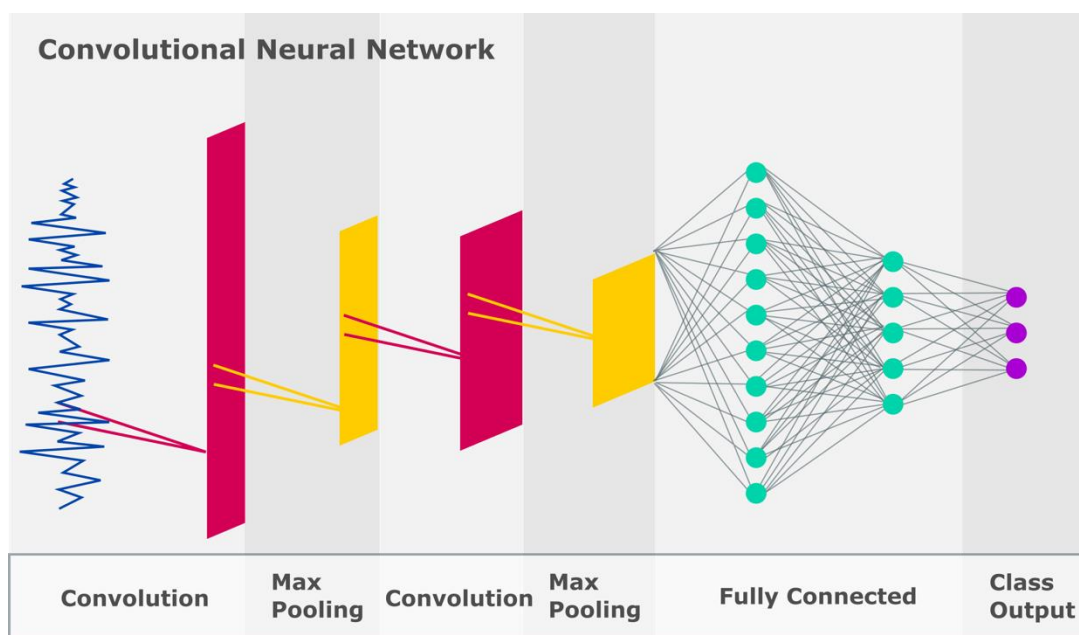 Convolutional Neural Network
Convolution
Max
Pooling
Convolution
Max
Pooling
Fully Connected
Class
Output